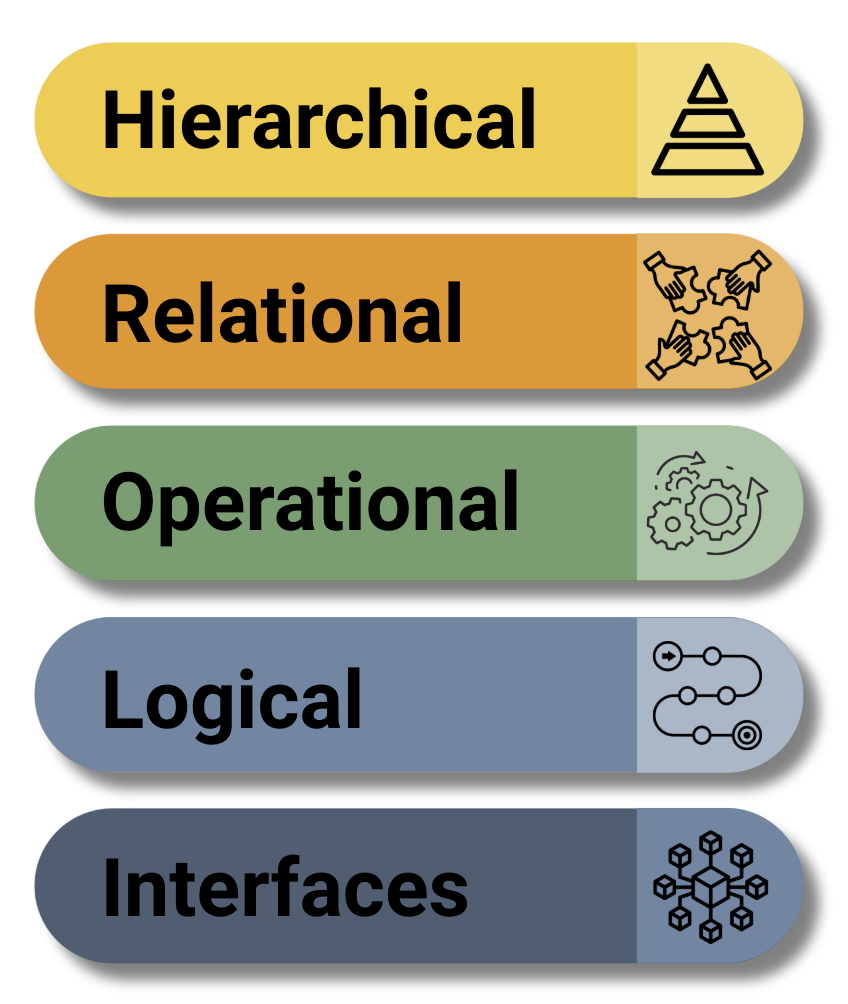 Hierarchical
Relational
Operational
Logical
Interfaces